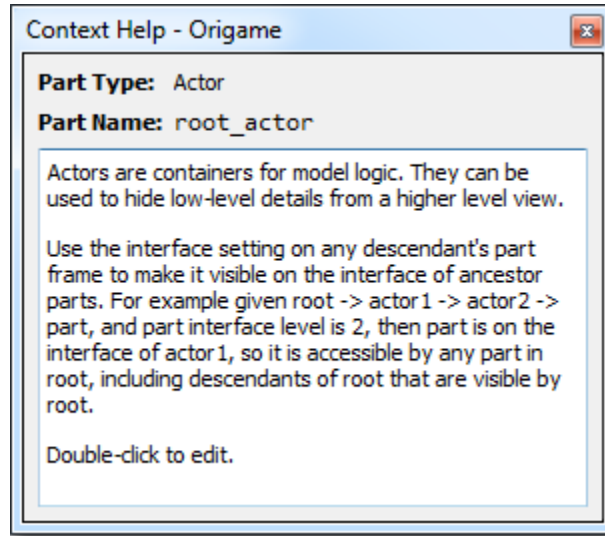 Context Help - Origame
Part Type: Actor
Part Name: root_actor
Actors are containers for model logic. They can be
used to hide low-level details from a higher level view.
Use the interface setting on any descendant's part
frame to make it visible on the interface of ancestor
parts. For example given root -> actor1 -> actor2 ->
part, and part interface level is 2, then part is on the
interface of actor1, so it is accessible by any part in
root, including descendants of root that are visible by
root.
Double-click to edit.